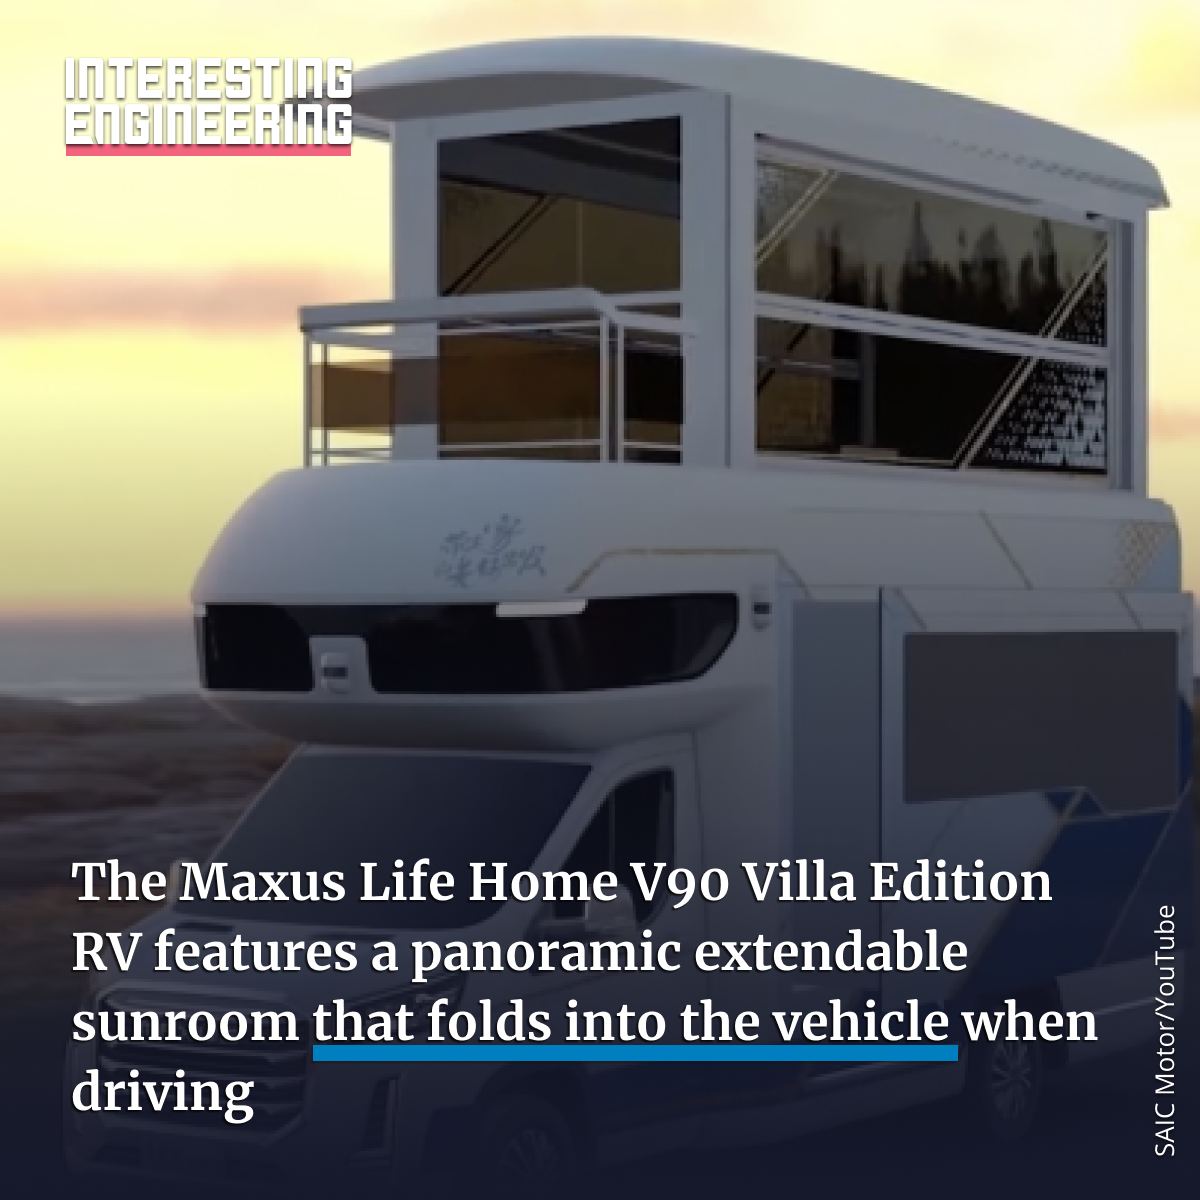 INTERESTING
ENGINEERING
The Maxus Life Home V90 Villa Edition
RV features a panoramic extendable
sunroom that folds into the vehicle when
driving
SAIC Motor/YouTube